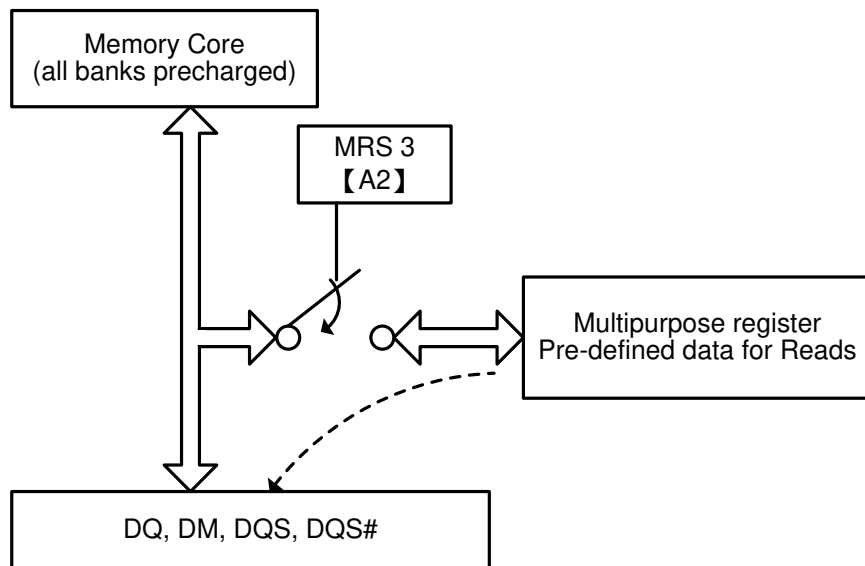 Memory Core
(all banks precharged)
MRS 3
【A2】
Multipurpose register
Pre-defined data for Reads
DQ, DM, DQS, DQS#